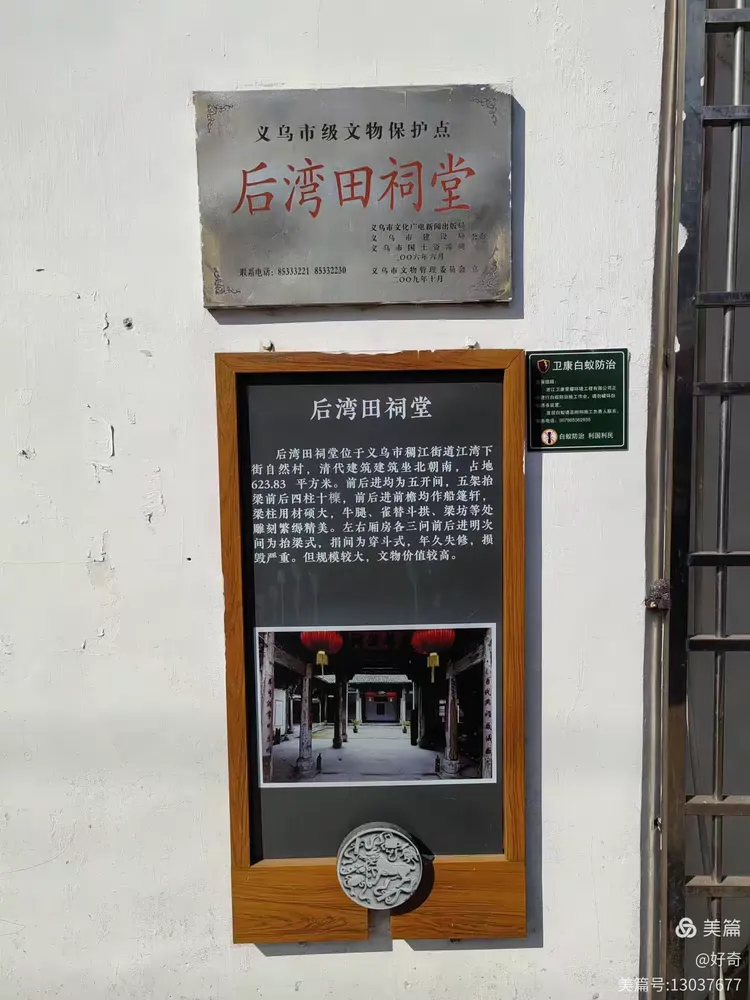 义乌市级文物保护点
后湾田祠堂
义乌市文化广电新闻出版局
义乌市建设局
义乌市国土资源局
二〇〇六年六月
联系电话：85333221 85332230
义乌市文物管理委员会 立
二〇〇九年十月
后湾田祠堂
后湾田祠堂位于义乌市稠江街道江湾下
街自然村，清代建筑建筑坐北朝南，占地
623.83 平方米。前后进均为五开间，五架抬
梁前后四柱十檩，前后进前檐均作船篷轩，
梁柱用材硕大，牛腿、雀替斗拱、梁坊等处
雕刻繁缛精美。左右厢房各三间前后进明次
间为抬梁式，捎间为穿斗式，年久失修，损
毁严重。但规模较大，文物价值较高。
卫康白蚁防治
白蚁防治 利国利民
美篇
@好奇
美篇号:13037677